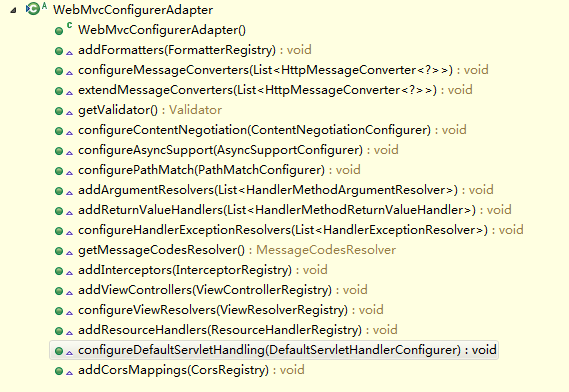 WebMvcConfigurerAdapter
WebMvcConfigurerAdapter()
addFormatters(FormatterRegistry) : void
configureMessageConverters(List<HttpMessageConverter<?>>) : void
extendMessageConverters(List<HttpMessageConverter<?>>) : void
getValidator() : Validator
configureContentNegotiation(ContentNegotiationConfigurer) : void
configureAsyncSupport(AsyncSupportConfigurer) : void
configurePathMatch(PathMatchConfigurer) : void
addArgumentResolvers(List<HandlerMethodArgumentResolver>) : void
addReturnValueHandlers(List<HandlerMethodReturnValueHandler>) : void
configureHandlerExceptionResolvers(List<HandlerExceptionResolver>) : void
getMessageCodesResolver() : MessageCodesResolver
addInterceptors(InterceptorRegistry) : void
addViewControllers(ViewControllerRegistry) : void
configureViewResolvers(ViewResolverRegistry) : void
addResourceHandlers(ResourceHandlerRegistry) : void
configureDefaultServletHandling(DefaultServletHandlerConfigurer) : void
addCorsMappings(CorsRegistry) : void